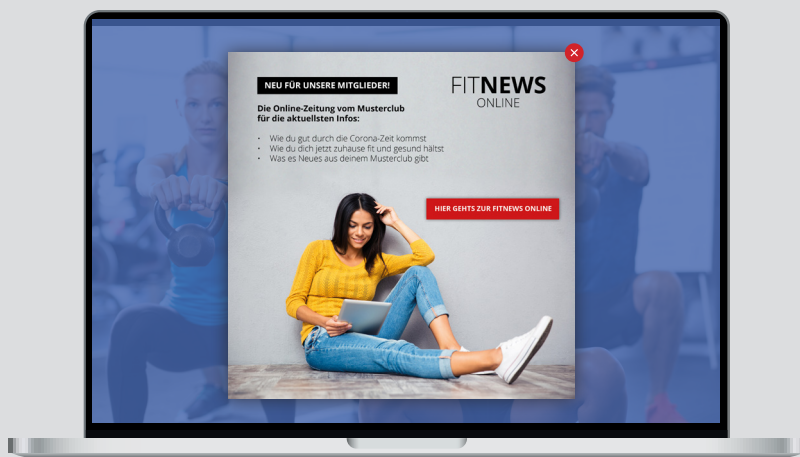 NEU FÜR UNSERE MITGLIEDER!
FITNEWS
ONLINE
Die Online-Zeitung vom Musterclub
für die aktuellsten Infos:
• Wie du gut durch die Corona-Zeit kommst
• Wie du dich jetzt zuhause fit und gesund hältst
• Was es Neues aus deinem Musterclub gibt
HIER GEHTS ZUR FITNEWS ONLINE